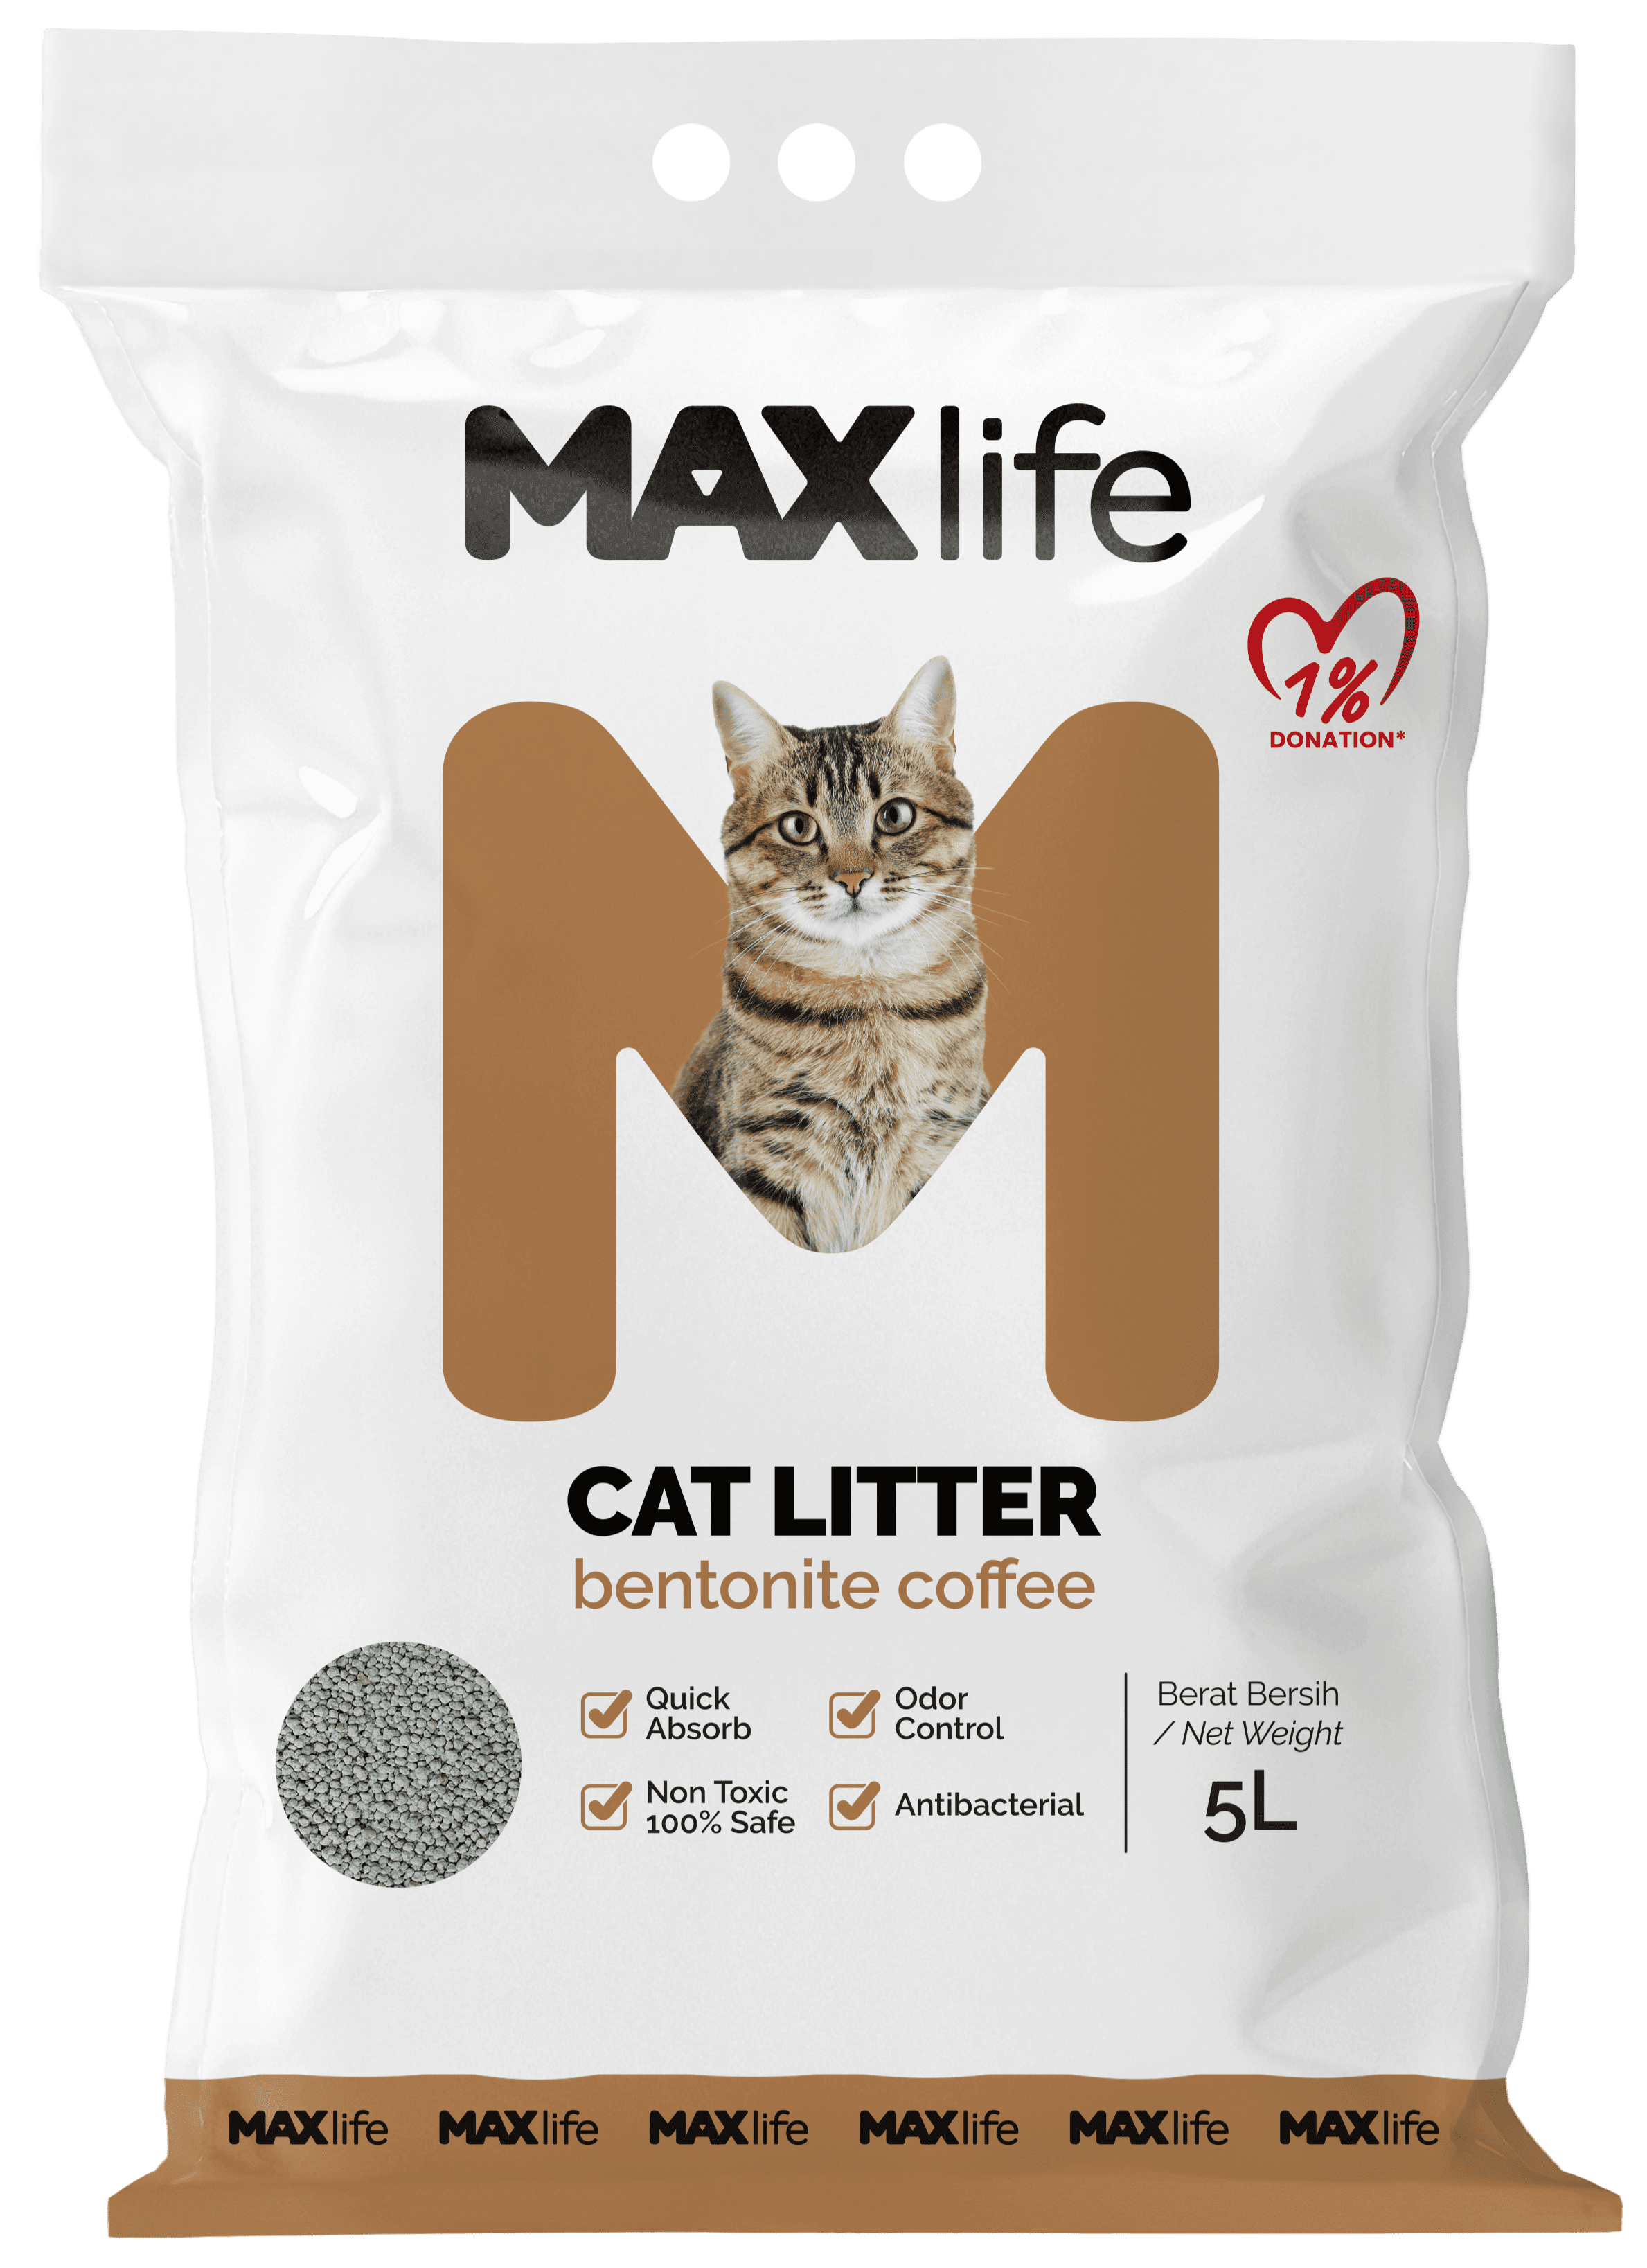 MAXlife
1%
DONATION*
CAT LITTER
bentonite coffee
Quick
Absorb
Odor
Control
Non Toxic
100% Safe
Antibacterial
Berat Bersih
/ Net Weight
5L
MAXlife MAXlife MAXlife MAXlife MAXlife MAXlife